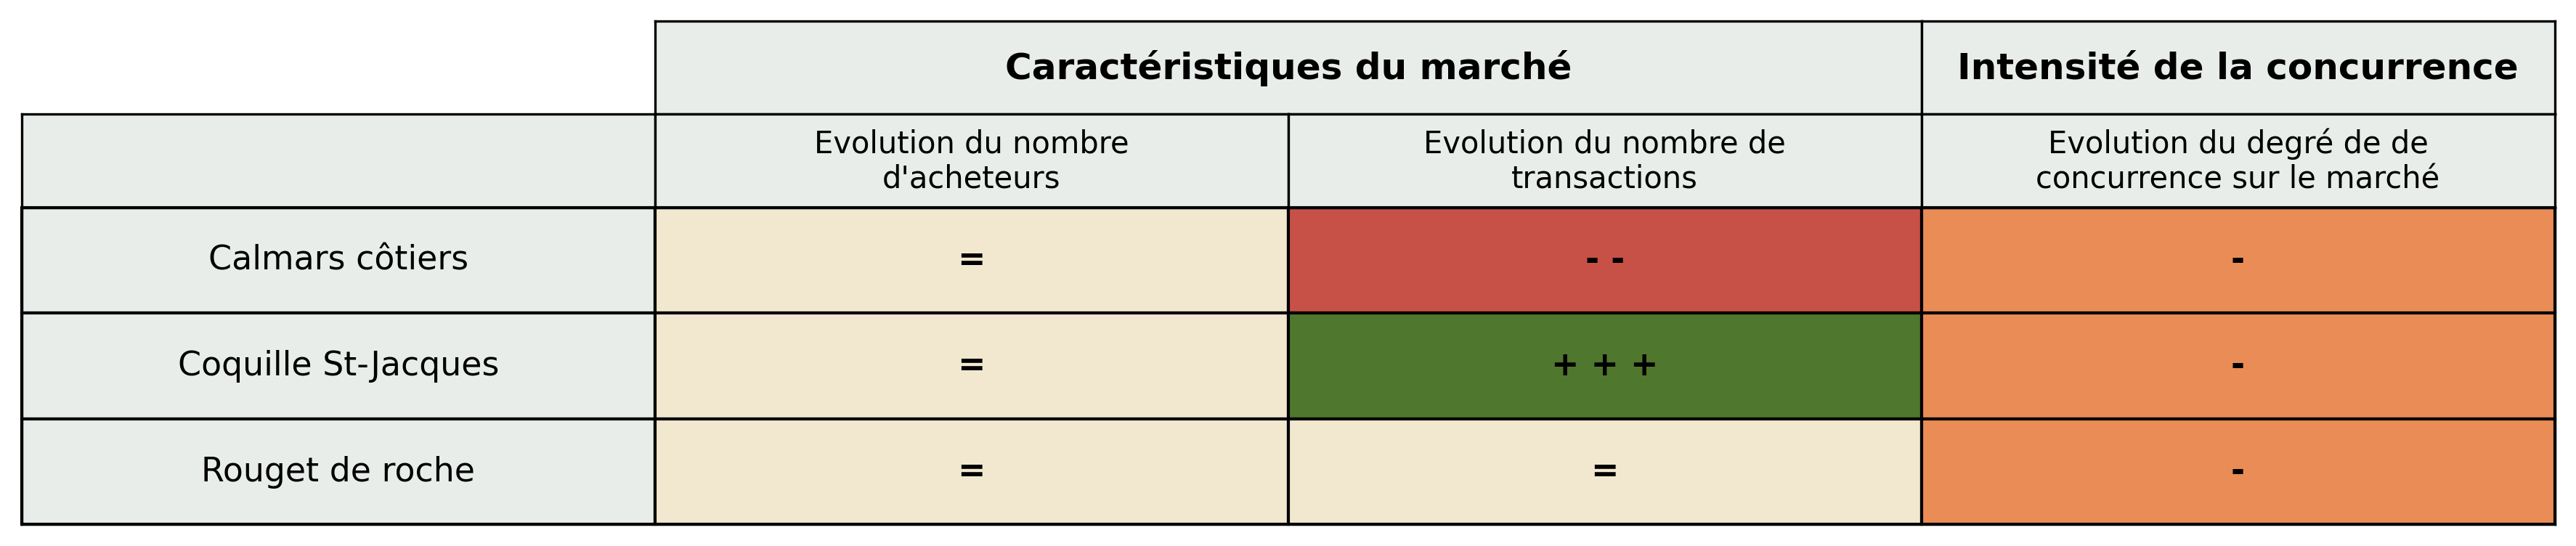 Caractéristiques du marché
Intensité de la concurrence
Evolution du nombre
d'acheteurs
Evolution du nombre de
transactions
Evolution du degré de de
concurrence sur le marché
Calmars côtiers
=
- -
-
Coquille St-Jacques
=
+ + +
-
Rouget de roche
=
=
-